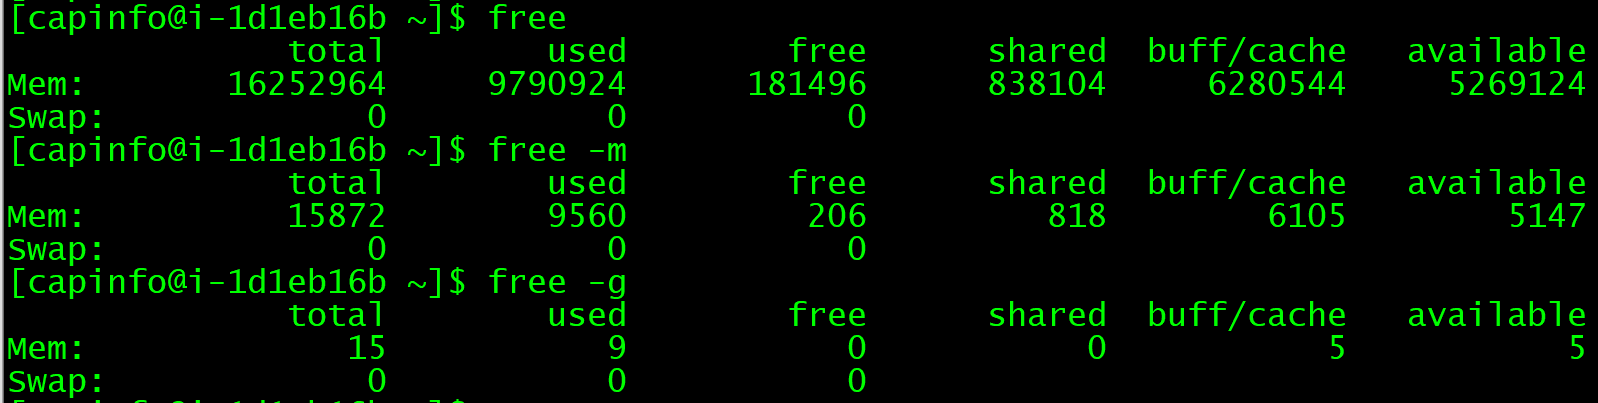 [capinfo@i-1d1eb16b ~]$ free
              total        used        free      shared  buff/cache   available
Mem:       16252964     9790924      181496      838104     6280544     5269124
Swap:             0           0           0
[capinfo@i-1d1eb16b ~]$ free -m
              total        used        free      shared  buff/cache   available
Mem:          15872        9560         206         818        6105        5147
Swap:             0           0           0
[capinfo@i-1d1eb16b ~]$ free -g
              total        used        free      shared  buff/cache   available
Mem:             15           9           0           0           5           5
Swap:             0           0           0